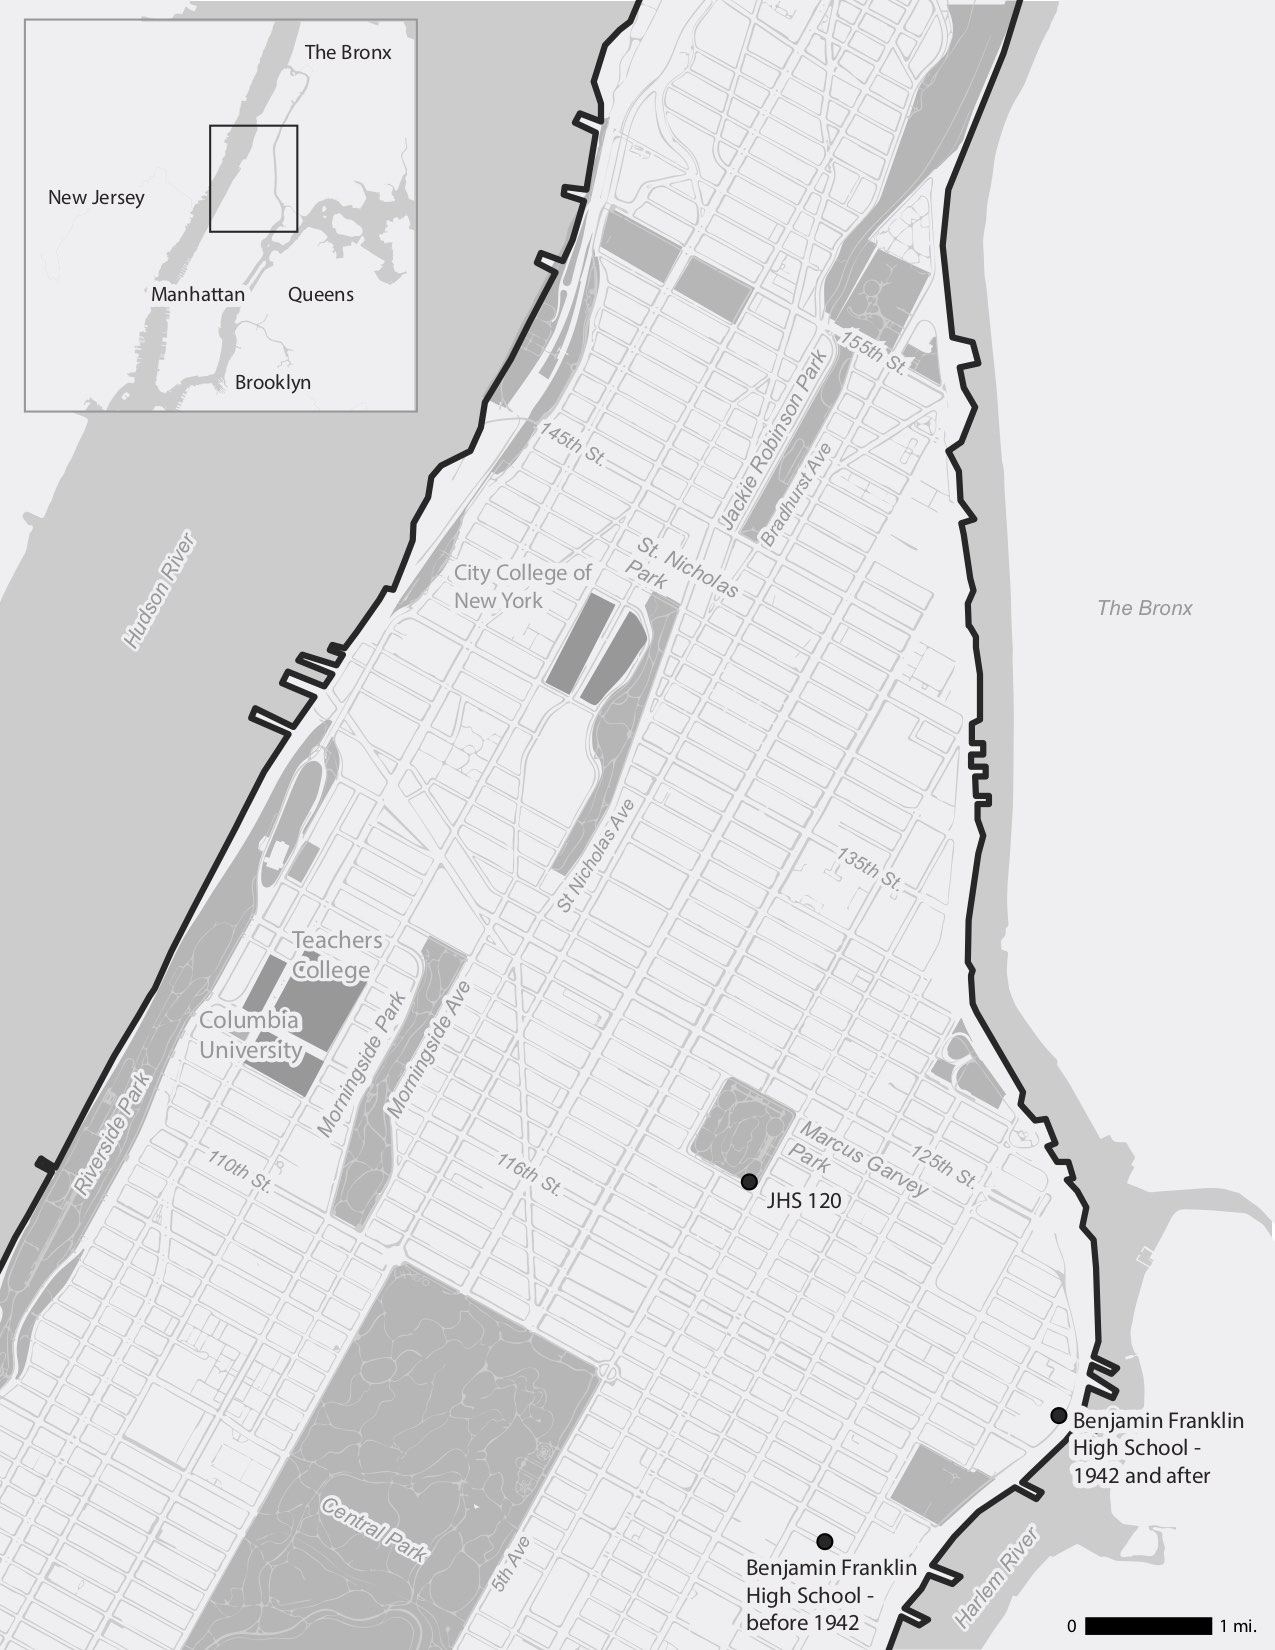 The Bronx
New Jersey
Manhattan
Queens
Brooklyn
155th St.
Jackie Robinson Park
Bradhurst Ave
145th St.
Hudson River
St. Nicholas
Park
City College of
New York
The Bronx
St Nicholas Ave
135th St.
Teachers
College
Columbia
University
Morningside Park
Morningside Ave
Riverside Park
110th St.
116th St.
Marcus Garvey
Park
125th St.
JHS 120
Benjamin Franklin
High School -
1942 and after
Central Park
5th Ave
Benjamin Franklin
High School -
before 1942
Harlem River
0 1 mi.